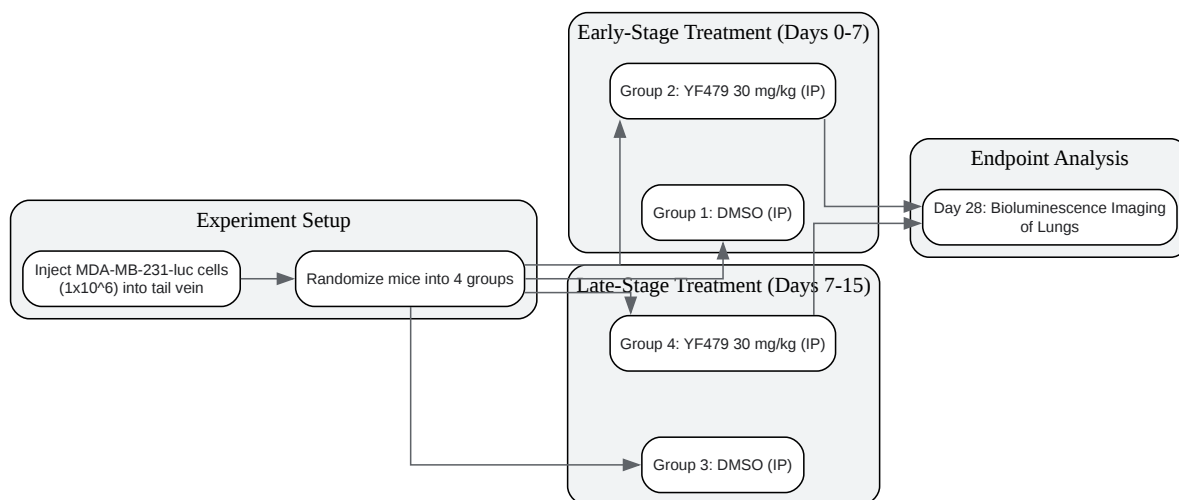 Experiment Setup
Inject MDA-MB-231-luc cells
(1x10^6) into tail vein
Randomize mice into 4 groups
Early-Stage Treatment (Days 0-7)
Group 2: YF479 30 mg/kg (IP)
Group 1: DMSO (IP)
Late-Stage Treatment (Days 7-15)
Group 4: YF479 30 mg/kg (IP)
Group 3: DMSO (IP)
Endpoint Analysis
Day 28: Bioluminescence Imaging
of Lungs